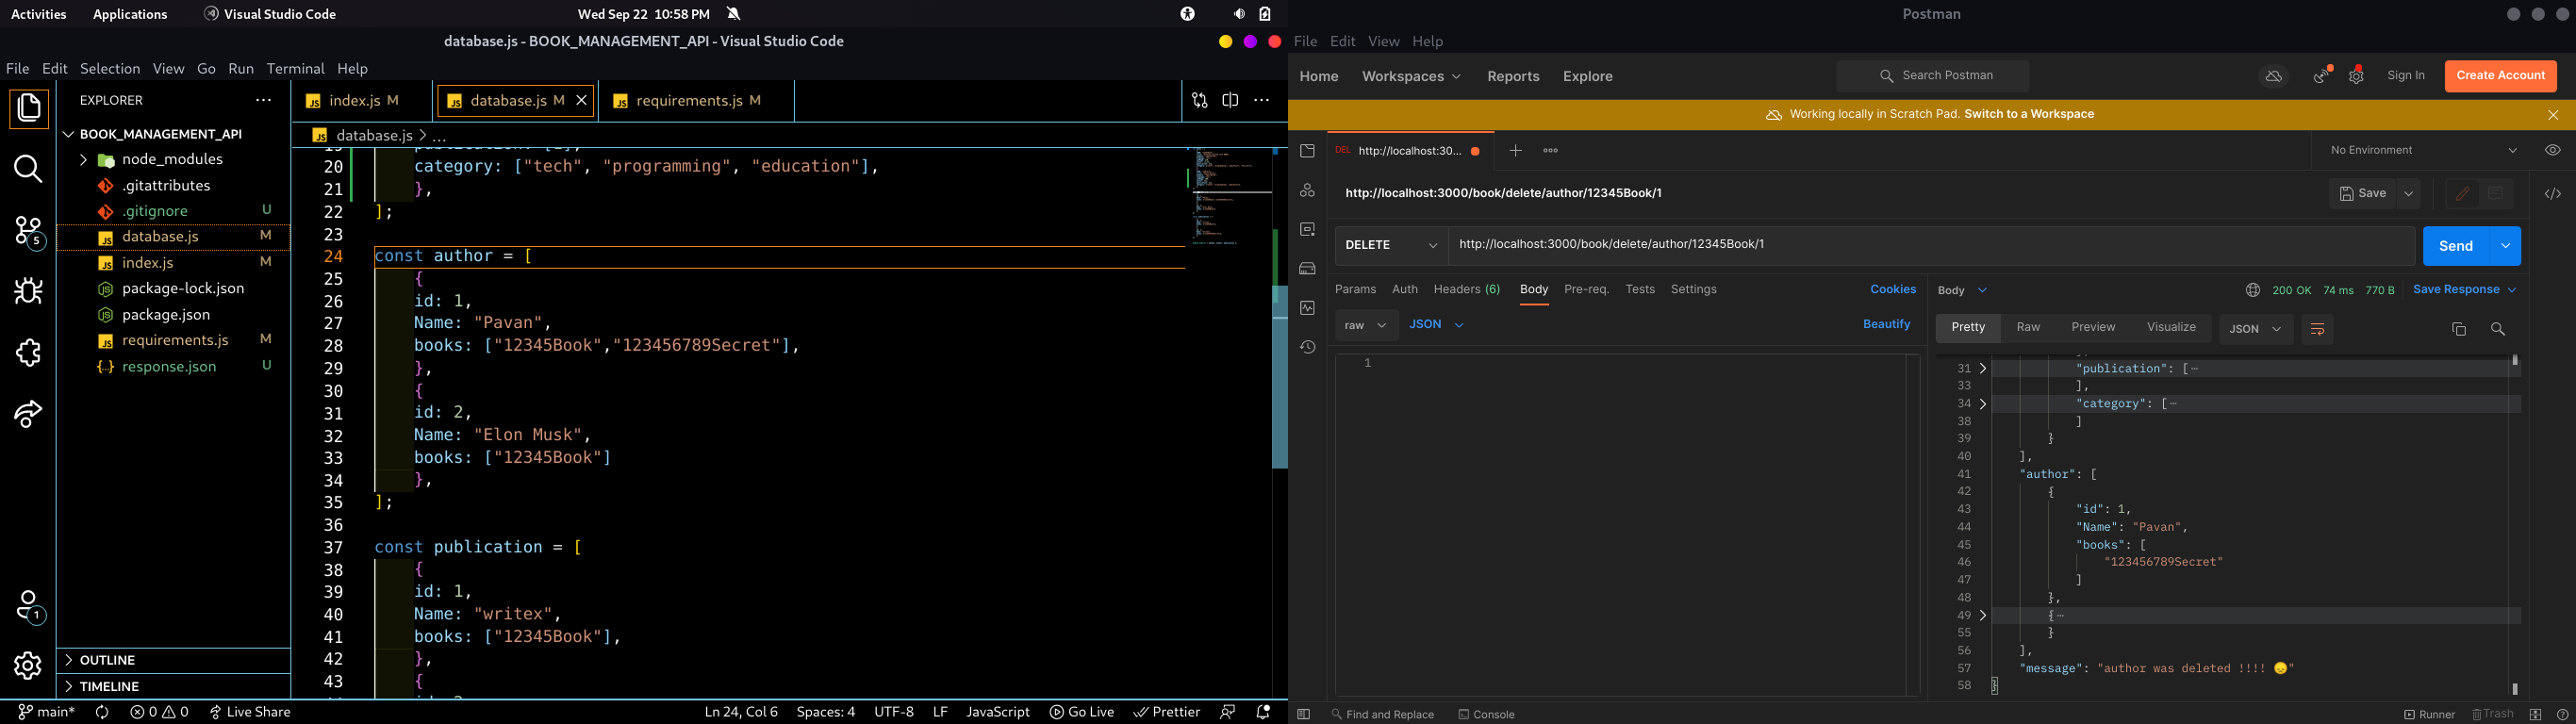 Activities Applications Visual Studio Code Wed Sep 22 10:58 PM
database.js - BOOK_MANAGEMENT_API - Visual Studio Code
File Edit Selection View Go Run Terminal Help
EXPLORER
BOOK_MANAGEMENT_API
node_modules
.gitattributes
.gitignore U
database.js M
index.js M
package-lock.json
package.json
requirements.js M
response.json U
OUTLINE
TIMELINE
5
1
index.js M database.js M requirements.js M
database.js > ...
20 category: ["tech", "programming", "education"],
21 },
22 ];
23
24 const author = [
25 {
26 id: 1,
27 Name: "Pavan",
28 books: ["12345Book","123456789Secret"],
29 },
30 {
31 id: 2,
32 Name: "Elon Musk",
33 books: ["12345Book"]
34 },
35 ];
36
37 const publication = [
38 {
39 id: 1,
40 Name: "writex",
41 books: ["12345Book"],
42 },
43 {
main* 0 0 Live Share Ln 24, Col 6 Spaces: 4 UTF-8 LF JavaScript Go Live Prettier
Postman
File Edit View Help
Home Workspaces Reports Explore Search Postman Sign In Create Account
Working locally in Scratch Pad. Switch to a Workspace
DEL http://localhost:30... No Environment
http://localhost:3000/book/delete/author/12345Book/1 Save
DELETE http://localhost:3000/book/delete/author/12345Book/1 Send
Params Auth Headers (6) Body Pre-req. Tests Settings Cookies
raw JSON Beautify
1
Body 200 OK 74 ms 770 B Save Response
Pretty Raw Preview Visualize JSON
31 "publication": [
33 ],
34 "category": [
38 ]
39 }
40 ],
41 "author": [
42 {
43 "id": 1,
44 "Name": "Pavan",
45 "books": [
46 "123456789Secret"
47 ]
48 },
49 {
55 }
56 ],
57 "message": "author was deleted !!!! 😞"
58 }
Find and Replace Console Runner Trash